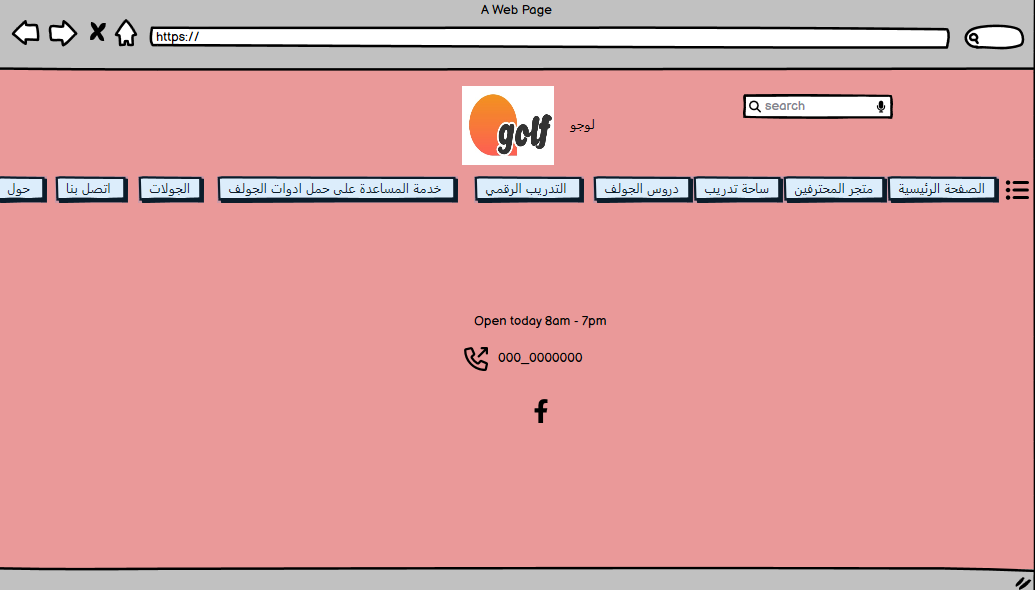 A Web Page
https://
golf
لوجو
search
الصفحة الرئيسية
متجر المحترفين
ساحة تدريب
دروس الجولف
التدريب الرقمي
خدمة المساعدة على حمل ادوات الجولف
الجولات
اتصل بنا
حول
Open today 8am - 7pm
000_0000000